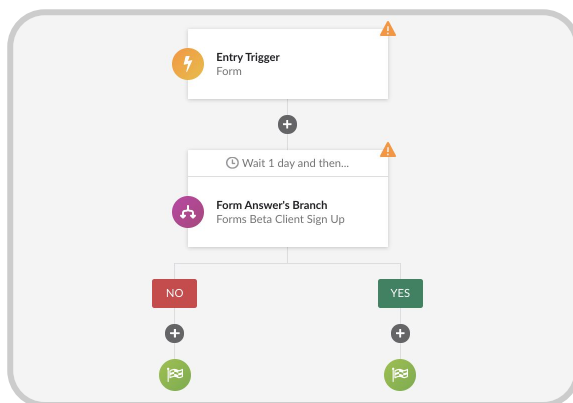 Entry Trigger
Form
Wait 1 day and then...
Form Answer's Branch
Forms Beta Client Sign Up
NO
YES